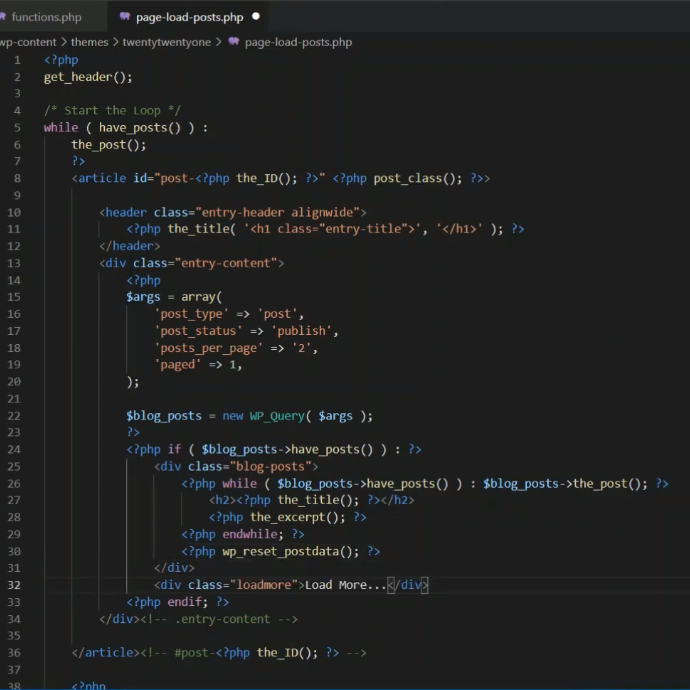 functions.php page-load-posts.php
wp-content > themes > twentytwentyone > page-load-posts.php
1 <?php
2 get_header();
3
4 /* Start the Loop */
5 while ( have_posts() ) :
6     the_post();
7     ?>
8     <article id="post-<?php the_ID(); ?>" <?php post_class(); ?>>
9
10         <header class="entry-header alignwide">
11             <?php the_title( '<h1 class="entry-title">', '</h1>' ); ?>
12         </header>
13         <div class="entry-content">
14             <?php
15             $args = array(
16                 'post_type' => 'post',
17                 'post_status' => 'publish',
18                 'posts_per_page' => '2',
19                 'paged' => 1,
20             );
21
22             $blog_posts = new WP_Query( $args );
23             ?>
24             <?php if ( $blog_posts->have_posts() ) : ?>
25                 <div class="blog-posts">
26                     <?php while ( $blog_posts->have_posts() ) : $blog_posts->the_post(); ?>
27                         <h2><?php the_title(); ?></h2>
28                         <?php the_excerpt(); ?>
29                     <?php endwhile; ?>
30                     <?php wp_reset_postdata(); ?>
31                 </div>
32                 <div class="loadmore">Load More...</div>
33             <?php endif; ?>
34         </div><!-- .entry-content -->
35
36     </article><!-- #post-<?php the_ID(); ?> -->
37
38     <?php